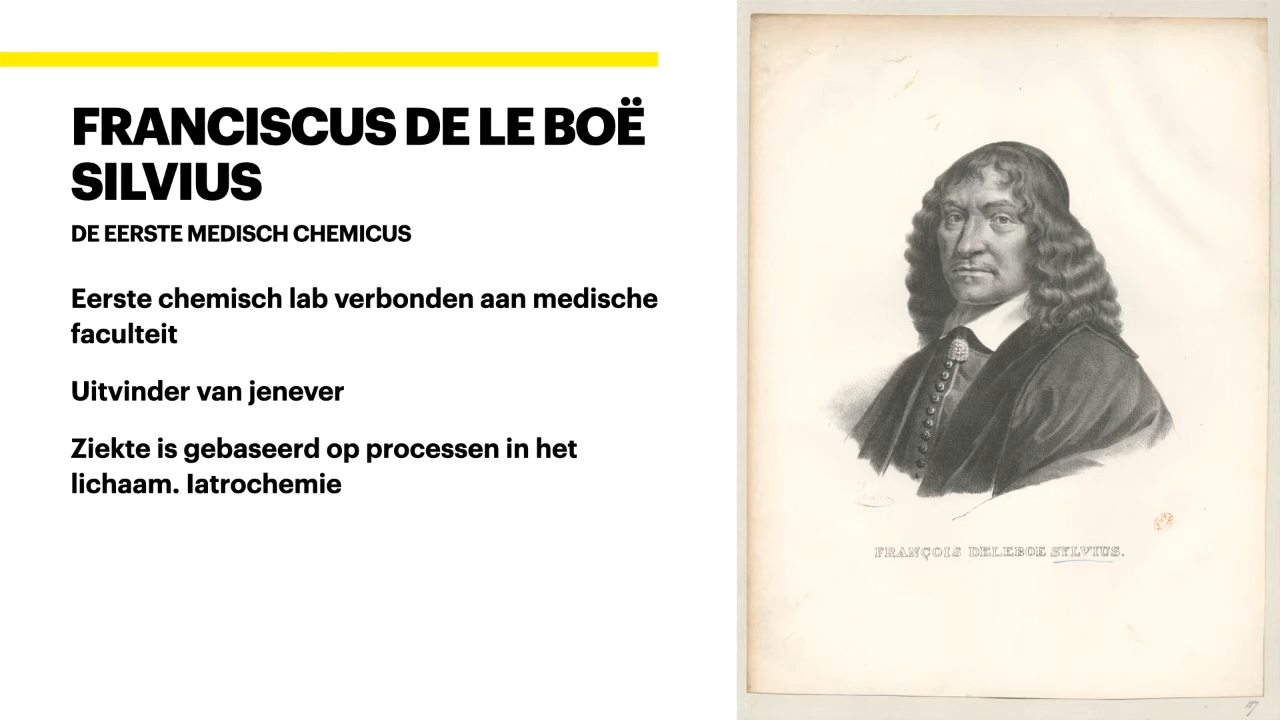 FRANCISCUS DE LE BOË
SILVIUS
DE EERSTE MEDISCH CHEMICUS
Eerste chemisch lab verbonden aan medische
faculteit
Uitvinder van jenever
Ziekte is gebaseerd op processen in het
lichaam. Iatrochemie
FRANÇOIS DELEBOE SYLVIUS.